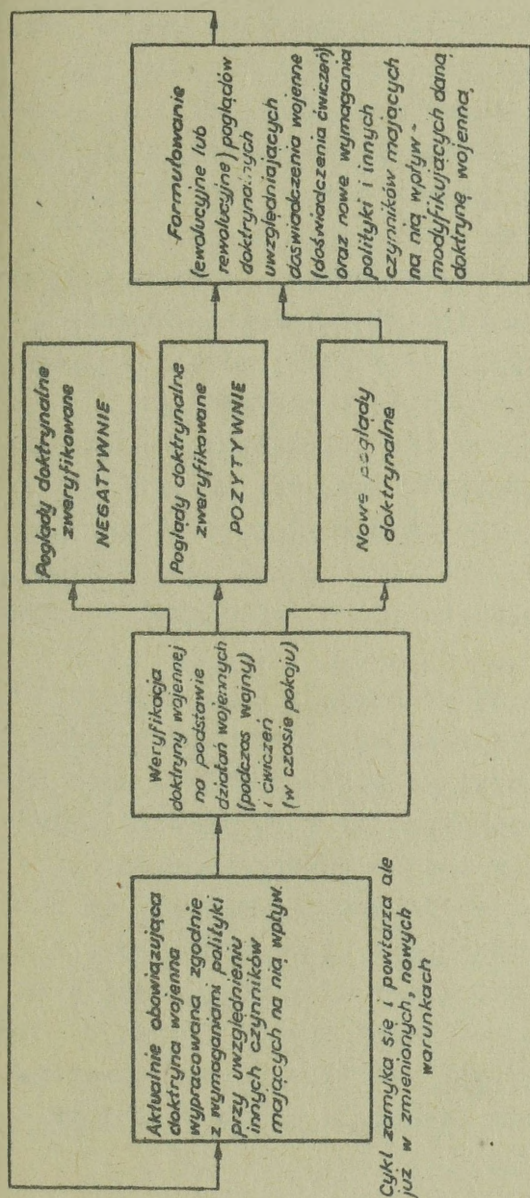 Aktualnie obowiązująca
doktryna wojenna
wypracowana zgodnie
z wymaganiami polityki
przy uwzględnieniu
innych czynników
mających na nią wpływ.
Weryfikacja
doktryny wojennej
na podstawie
działań wojennych
(podczas wojny)
i ćwiczeń
(w czasie pokoju)
Poglądy doktrynalne
zweryfikowane
NEGATYWNIE
Poglądy doktrynalne
zweryfikowane
POZYTYWNIE
Nowe poglądy
doktrynalne
Formułowanie
(ewolucyjne lub
rewolucyjne) poglądów
doktrynalnych
uwzględniających
doświadczenia wojenne
(doświadczenia ćwiczeń)
oraz nowe wymagania
polityki i innych
czynników mających
na nią wpływ -
modyfikujących daną
doktrynę wojenną,
Cykl zamyka się i powtarza ale
już w zmienionych, nowych
warunkach